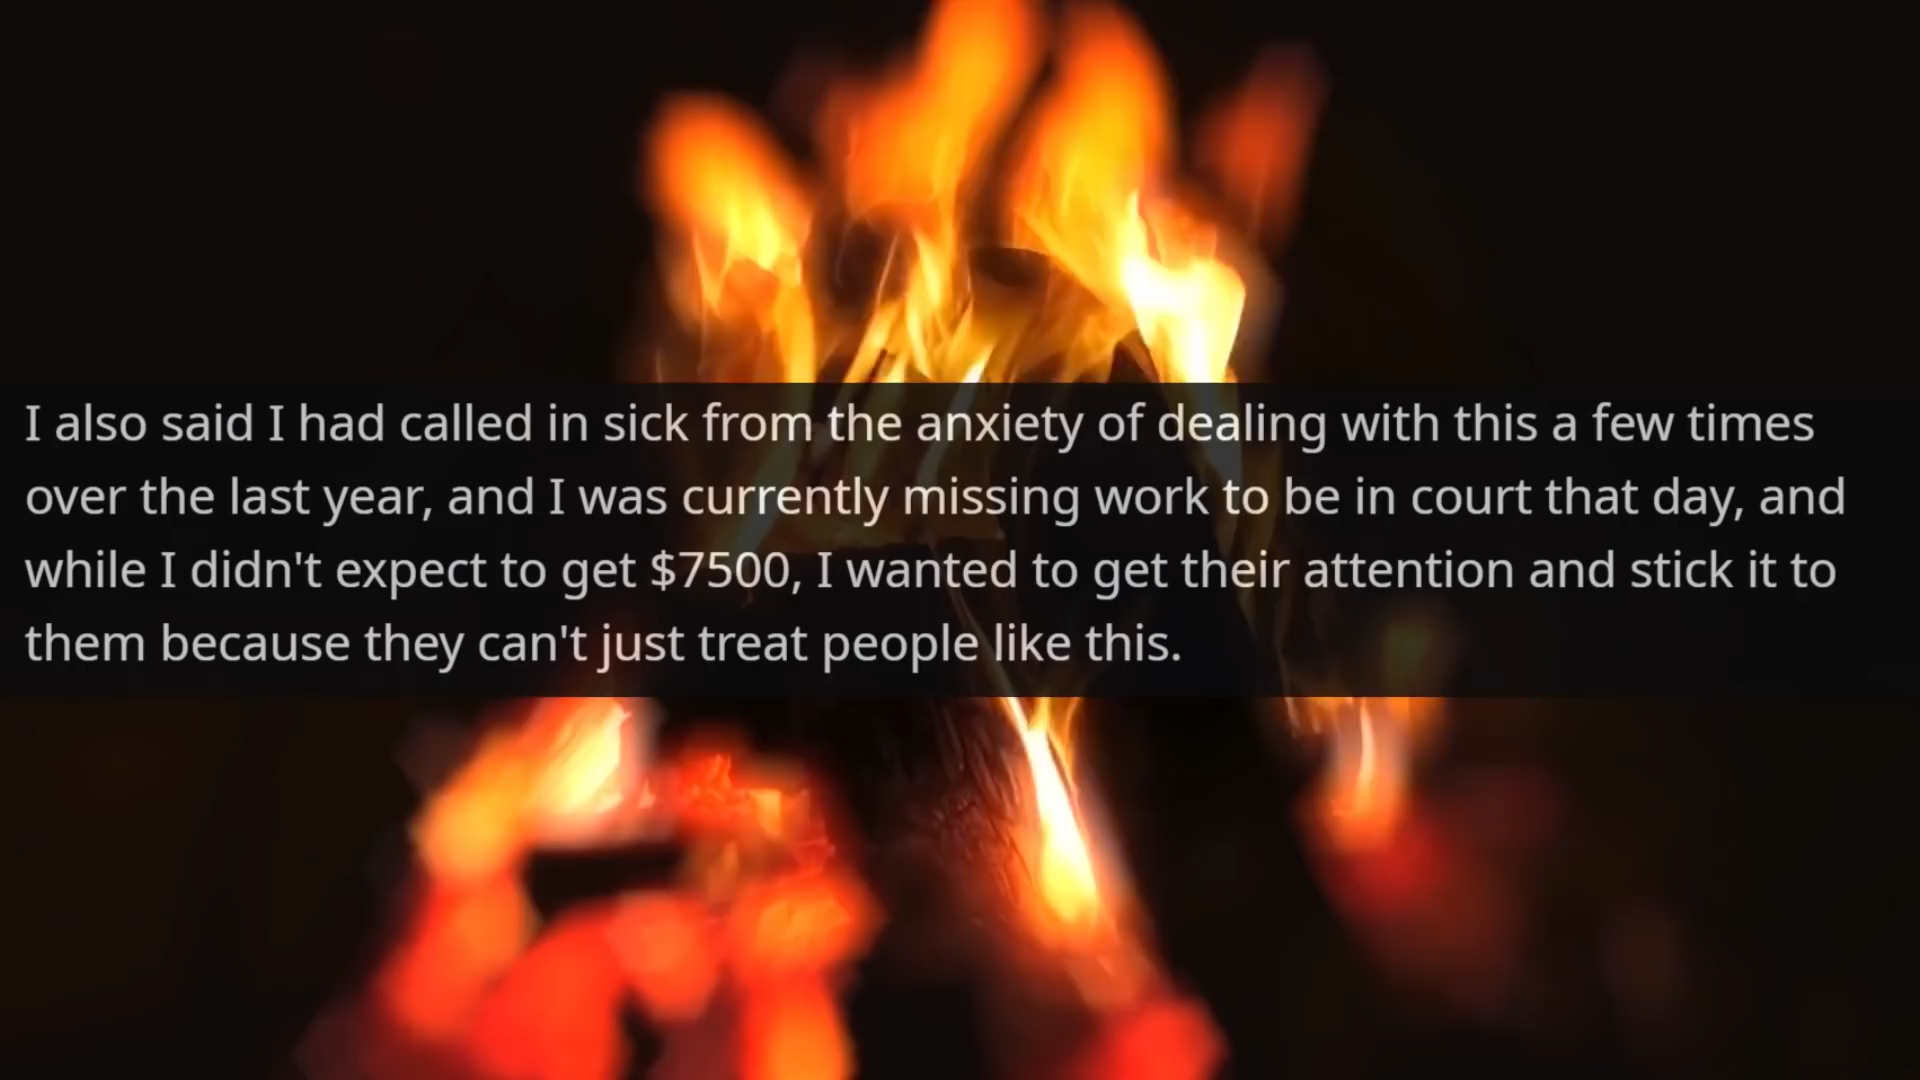 I also said I had called in sick from the anxiety of dealing with this a few times
over the last year, and I was currently missing work to be in court that day, and
while I didn't expect to get $7500, I wanted to get their attention and stick it to
them because they can't just treat people like this.